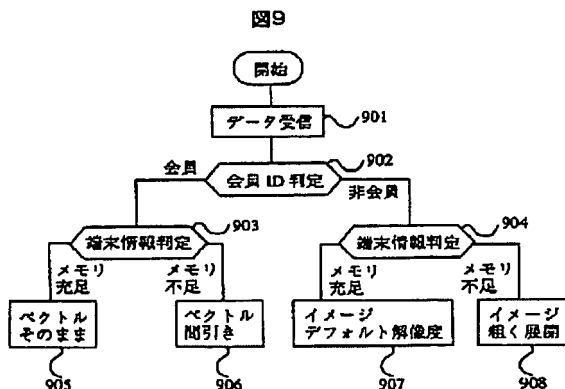 図9
開始
データ受信
901
902
会員
会員ID判定
非会員
903
904
端末情報判定
端末情報判定
メモリ
充足
メモリ
不足
メモリ
充足
メモリ
不足
ベクトル
そのまま
ベクトル
間引き
イメージ
デフォルト解像度
イメージ
粗く展開
905
906
907
908